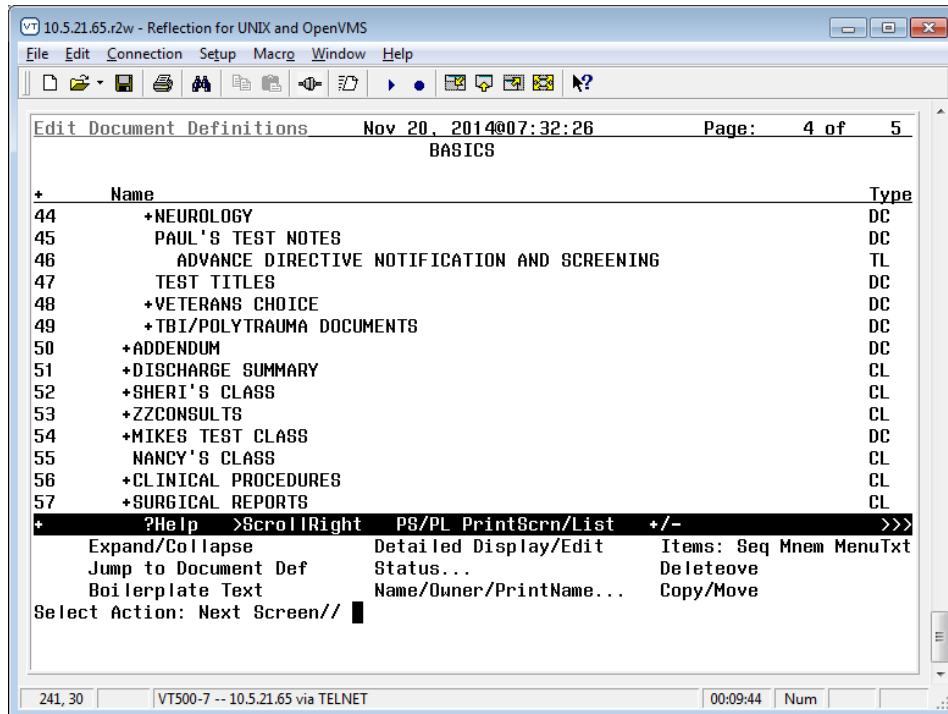 10.5.21.65.r2w - Reflection for UNIX and OpenVMS
File Edit Connection Setup Macro Window Help
Edit Document Definitions Nov 20, 2014@07:32:26 Page: 4 of 5
BASICS
+ Name Type
44 +NEUROLOGY DC
45 PAUL'S TEST NOTES DC
46 ADVANCE DIRECTIVE NOTIFICATION AND SCREENING TL
47 TEST TITLES DC
48 +VETERANS CHOICE DC
49 +TBI/POLYTRAUMA DOCUMENTS DC
50 +ADDENDUM DC
51 +DISCHARGE SUMMARY CL
52 +SHERI'S CLASS CL
53 +ZZCONSULTS CL
54 +MIKES TEST CLASS DC
55 NANCY'S CLASS CL
56 +CLINICAL PROCEDURES CL
57 +SURGICAL REPORTS CL
+ ?Help >ScrollRight PS/PL PrintScrn/List +/- >>>
Expand/Collapse Detailed Display/Edit Items: Seq Mnem MenuTxt
Jump to Document Def Status... Deleteove
Boilerplate Text Name/Owner/PrintName... Copy/Move
Select Action: Next Screen//
241, 30 VT500-7 -- 10.5.21.65 via TELNET 00:09:44 Num